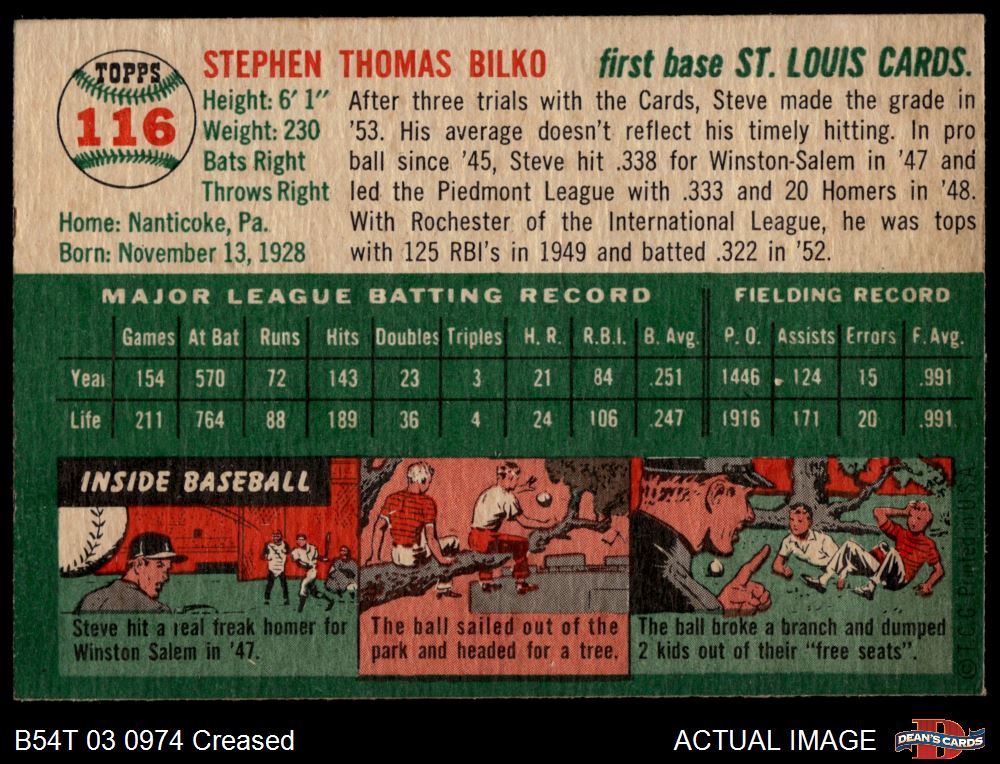 TOPPS
116
STEPHEN THOMAS BILKO first base ST. LOUIS CARDS.
Height: 6' 1"
Weight: 230
Bats Right
Throws Right
Home: Nanticoke, Pa.
Born: November 13, 1928
After three trials with the Cards, Steve made the grade in
'53. His average doesn't reflect his timely hitting. In pro
ball since '45, Steve hit .338 for Winston-Salem in '47 and
led the Piedmont League with .333 and 20 Homers in '48.
With Rochester of the International League, he was tops
with 125 RBI's in 1949 and batted .322 in '52.
MAJOR LEAGUE BATTING RECORD FIELDING RECORD
Games At Bat Runs Hits Doubles Triples H. R. R.B.I. B. Avg. P. O. Assists Errors F. Avg.
Year 154 570 72 143 23 3 21 84 .251 1446 124 15 .991
Life 211 764 88 189 36 4 24 106 .247 1916 171 20 .991
INSIDE BASEBALL
Steve hit a real freak homer for
Winston Salem in '47.
The ball sailed out of the
park and headed for a tree.
The ball broke a branch and dumped
2 kids out of their "free seats".
© T.C.G. Printed in U.S.A.
B54T 03 0974 Creased
ACTUAL IMAGE
DEAN'S CARDS